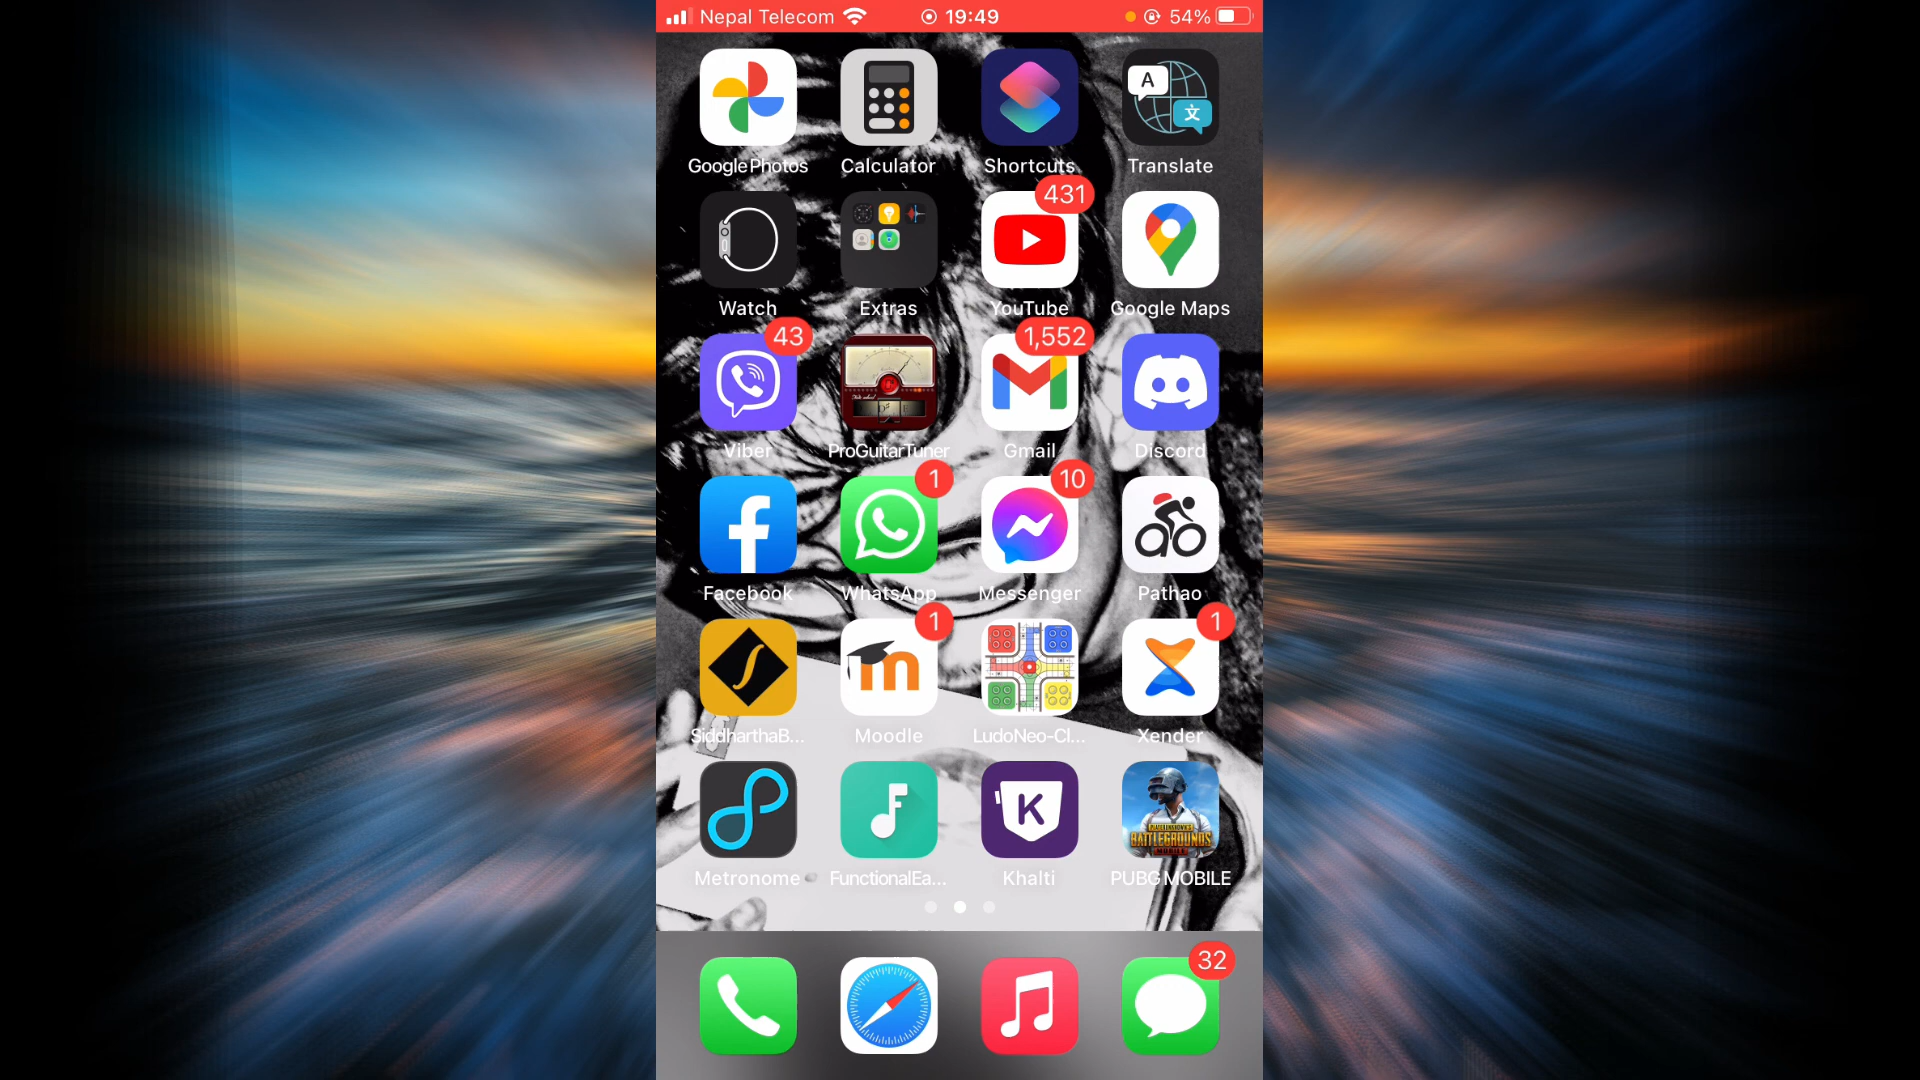 Nepal Telecom 19:49 54%
A 文
Google Photos Calculator Shortcuts Translate
431
Watch Extras YouTube Google Maps
43 1,552
Viber ProGuitarTuner Gmail Discord
1 10
Facebook WhatsApp Messenger Pathao
1 1
SiddharthaB... Moodle LudoNeo-Cl... Xender
K
BATTLEGROUNDS
MOBILE
Metronome FunctionalEa... Khalti PUBG MOBILE
32